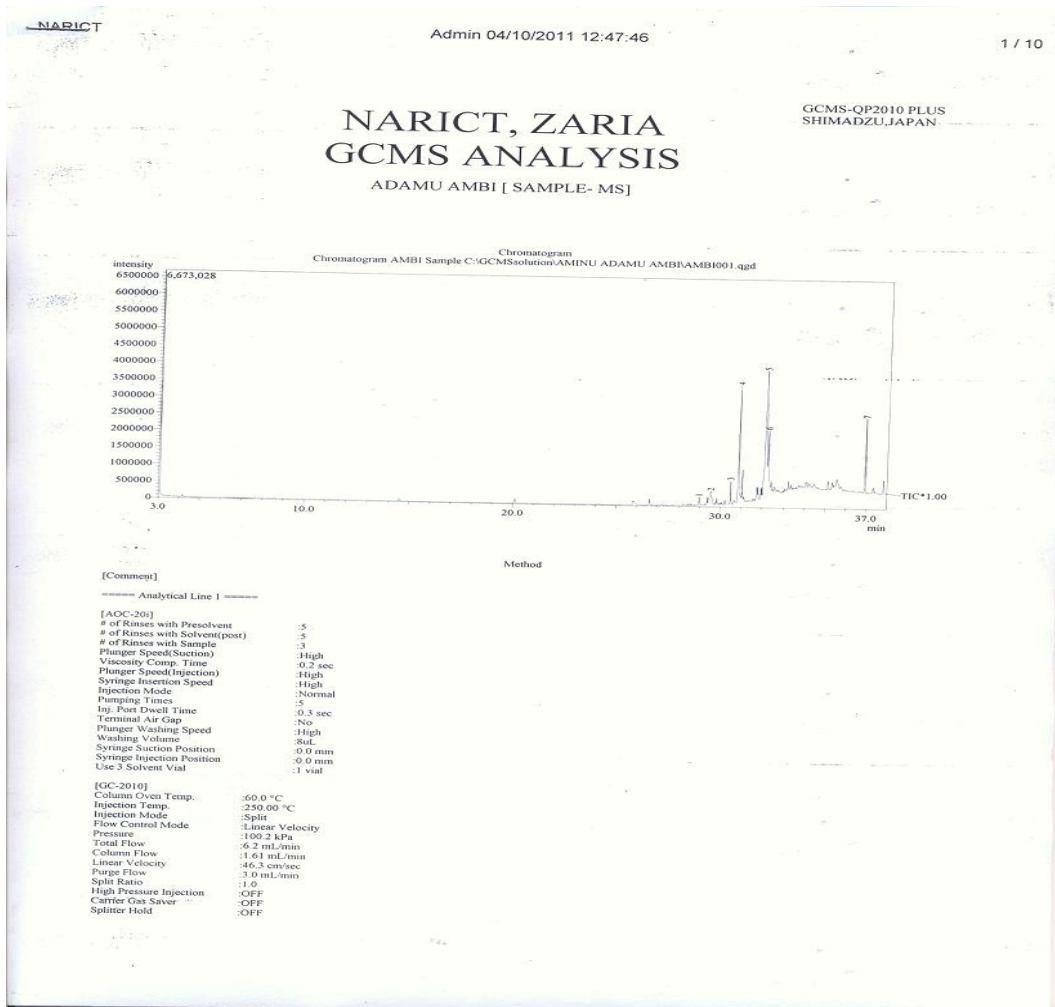 NARICT
Admin 04/10/2011 12:47:46
1 / 10
GCMS-QP2010 PLUS
SHIMADZU,JAPAN
NARICT, ZARIA
GCMS ANALYSIS
ADAMU AMBI [ SAMPLE- MS]
Chromatogram
Chromatogram AMBI Sample C:\GCMSsolution\AMINU ADAMU AMBI\AMBI001.qgd
intensity
6500000 6,673,028
6000000
5500000
5000000
4500000
4000000
3500000
3000000
2500000
2000000
1500000
1000000
500000
0
TIC*1.00
3.0 10.0 20.0 30.0 37.0
min
Method
[Comment]
===== Analytical Line 1 =====
[AOC-20i]
# of Rinses with Presolvent :5
# of Rinses with Solvent(post) :5
# of Rinses with Sample :3
Plunger Speed(Suction) :High
Viscosity Comp. Time :0.2 sec
Plunger Speed(Injection) :High
Syringe Insertion Speed :High
Injection Mode :Normal
Pumping Times :5
Inj. Port Dwell Time :0.3 sec
Terminal Air Gap :No
Plunger Washing Speed :High
Washing Volume :8uL
Syringe Suction Position :0.0 mm
Syringe Injection Position :0.0 mm
Use 3 Solvent Vial :1 vial
[GC-2010]
Column Oven Temp. :60.0 °C
Injection Temp. :250.00 °C
Injection Mode :Split
Flow Control Mode :Linear Velocity
Pressure :100.2 kPa
Total Flow :6.2 mL/min
Column Flow :1.61 mL/min
Linear Velocity :46.3 cm/sec
Purge Flow :3.0 mL/min
Split Ratio :1.0
High Pressure Injection :OFF
Carrier Gas Saver :OFF
Splitter Hold :OFF